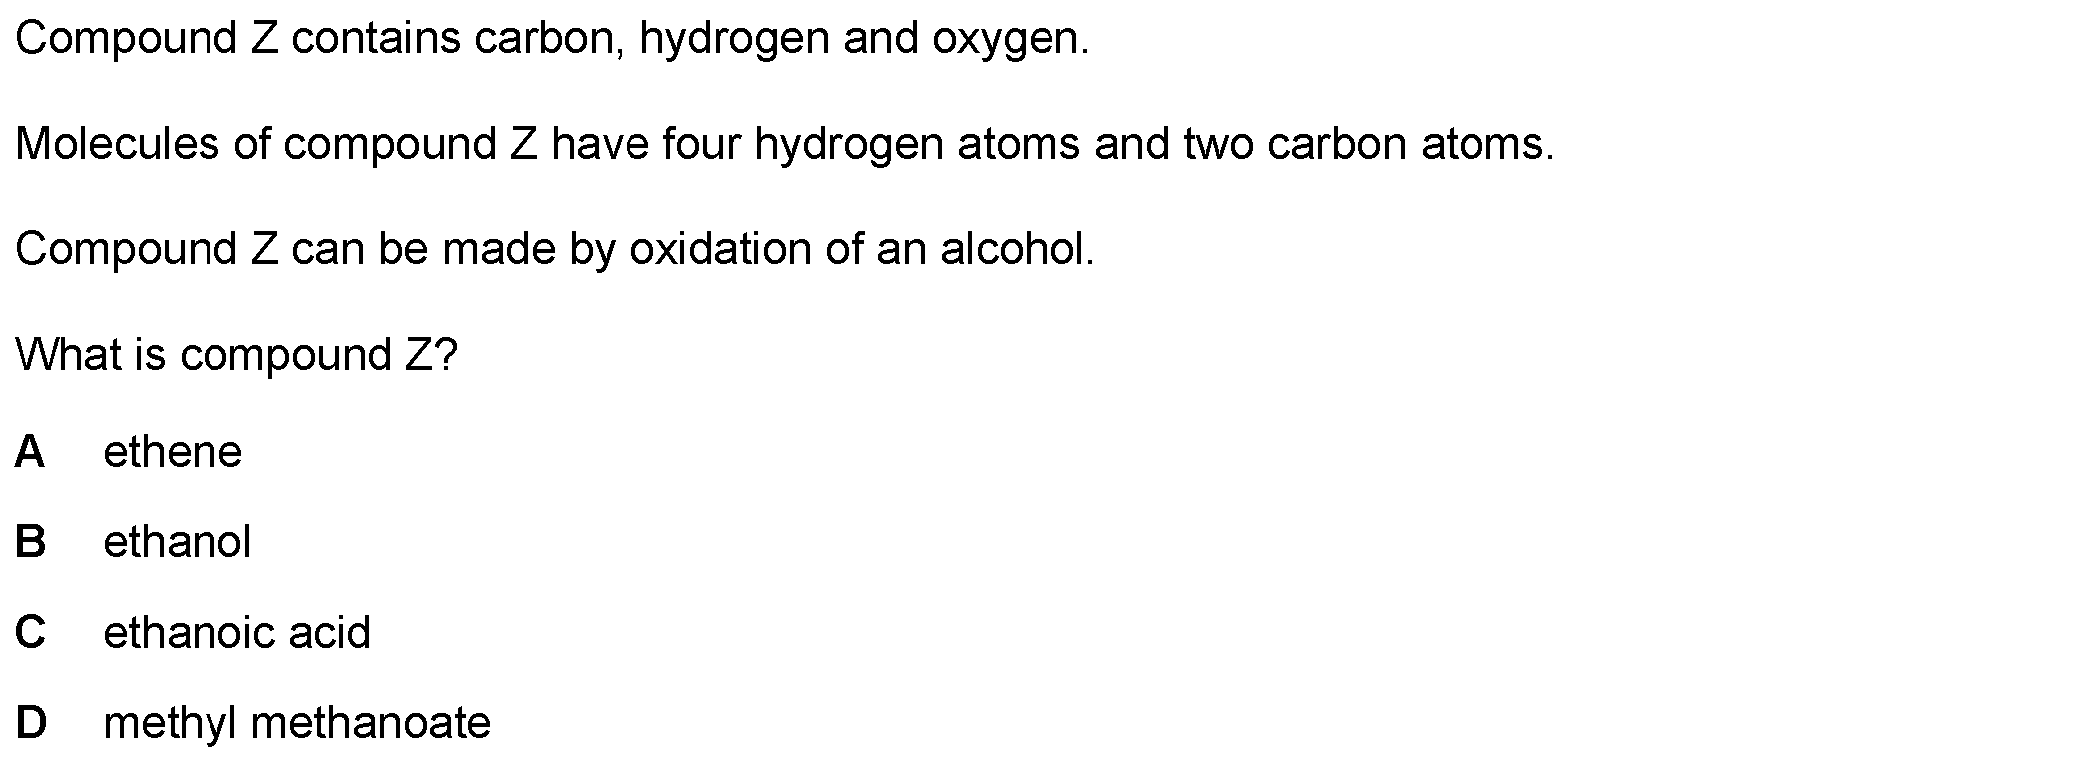 Compound Z contains carbon, hydrogen and oxygen.
Molecules of compound Z have four hydrogen atoms and two carbon atoms.
Compound Z can be made by oxidation of an alcohol.
What is compound Z?
A ethene
B ethanol
C ethanoic acid
D methyl methanoate